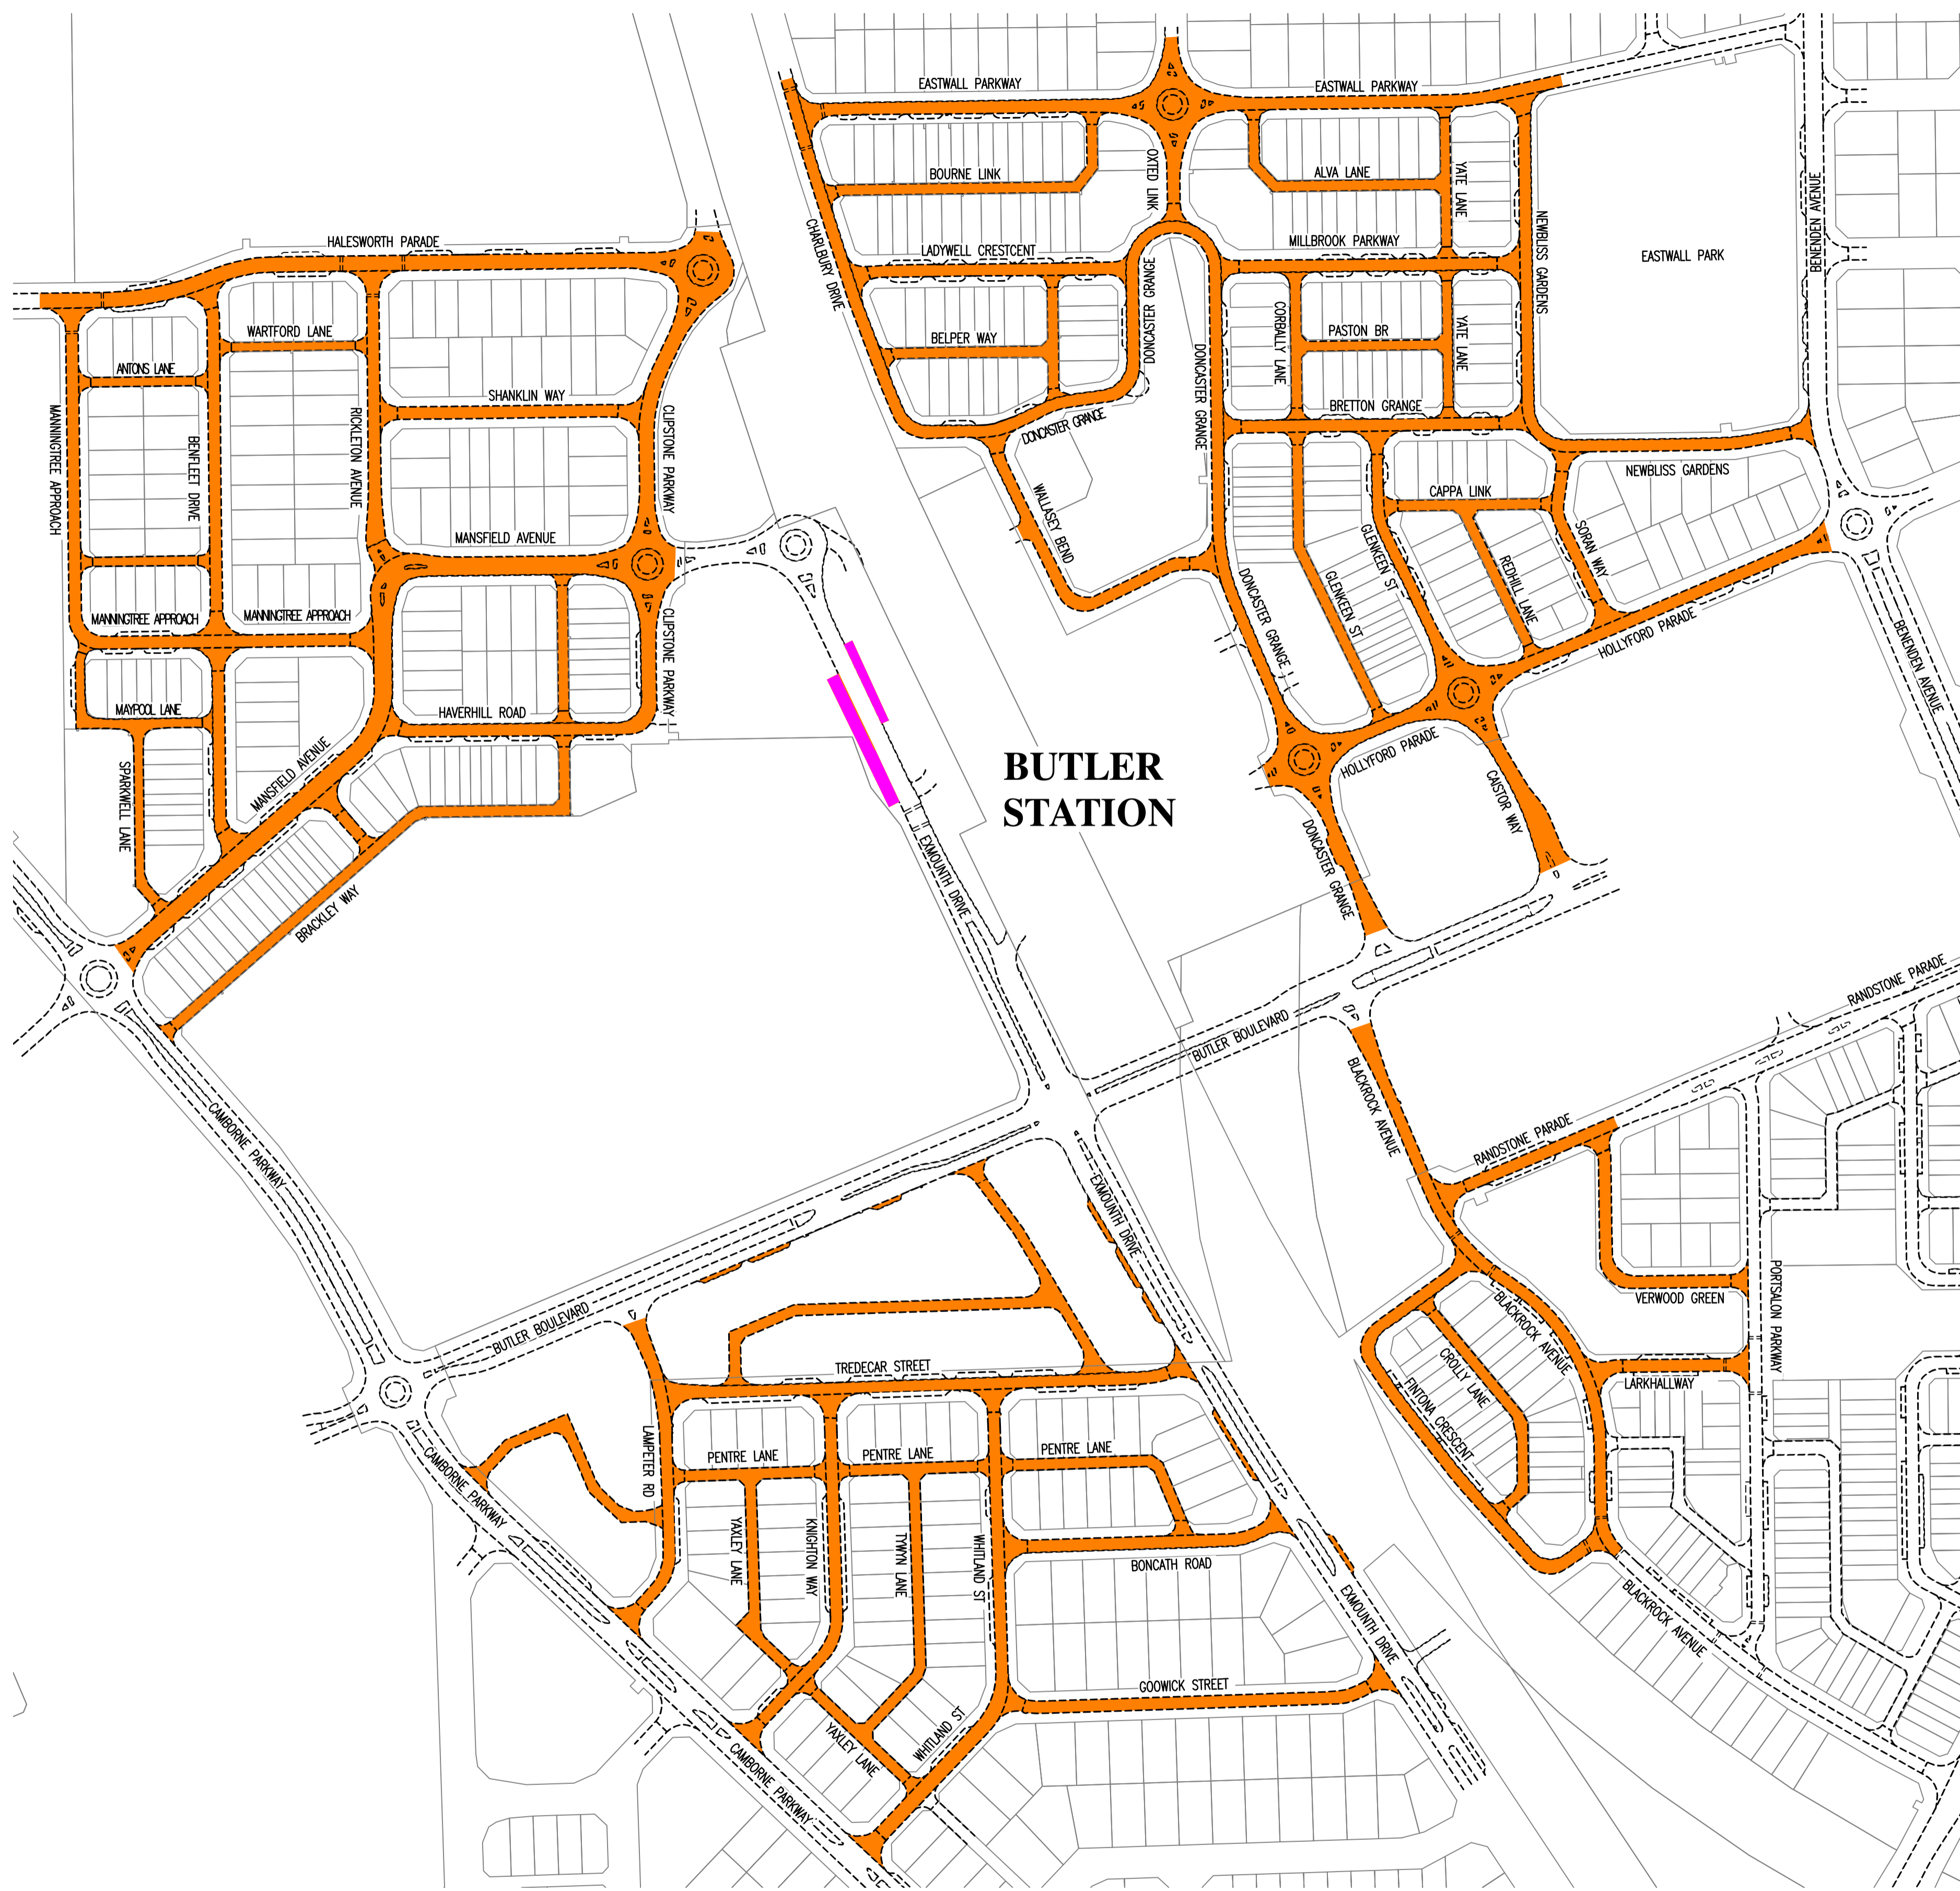 EASTWALL PARKWAY
EASTWALL PARKWAY
BOURNE LINK
OXTED LINK
ALVA LANE
YATE LANE
BENENDEN AVENUE
HALESWORTH PARADE
CHARLBURY DRIVE
LADYWELL CRESTCENT
MILLBROOK PARKWAY
NEWBLISS GARDENS
EASTWALL PARK
WARTFORD LANE
BELPER WAY
DONCASTER GRANGE
DONCASTER GRANGE
CORBALLY LANE
PASTON BR
YATE LANE
ANTONS LANE
SHANKLIN WAY
MANNINGTREE APPROACH
BENFLEET DRIVE
RICKLETON AVENUE
CLIPSTONE PARKWAY
DONCASTER GRANGE
BRETTON GRANGE
NEWBLISS GARDENS
CAPPA LINK
MANSFIELD AVENUE
WALLASEY BEND
GLENKEEN ST
SORAN WAY
REDHILL LANE
DONCASTER GRANGE
GLENKEEN ST
MANNINGTREE APPROACH
MANNINGTREE APPROACH
CLIPSTONE PARKWAY
HOLLYFORD PARADE
BENENDEN AVENUE
MAYPOOL LANE
HAVERHILL ROAD
MANSFIELD AVENUE
SPARKWELL LANE
BUTLER
STATION
HOLLYFORD PARADE
CAISTOR WAY
DONCASTER GRANGE
EXMOUNTH DRIVE
BRACKLEY WAY
RANDSTONE PARADE
BUTLER BOULEVARD
BLACKROCK AVENUE
CAMBORNE PARKWAY
RANDSTONE PARADE
EXMOUNTH DRIVE
VERWOOD GREEN
PORTSALON PARKWAY
BUTLER BOULEVARD
TREDECAR STREET
BLACKROCK AVENUE
CROLLY LANE
LARKHALLWAY
FINTONA CRESCENT
LAMPETER RD
PENTRE LANE
PENTRE LANE
PENTRE LANE
CAMBORNE PARKWAY
YAXLEY LANE
KNIGHTON WAY
TYWYN LANE
WHITLAND ST
BONCATH ROAD
EXMOUNTH DRIVE
BLACKROCK AVENUE
GOOWICK STREET
WHITLAND ST
YAXLEY LANE
CAMBORNE PARKWAY